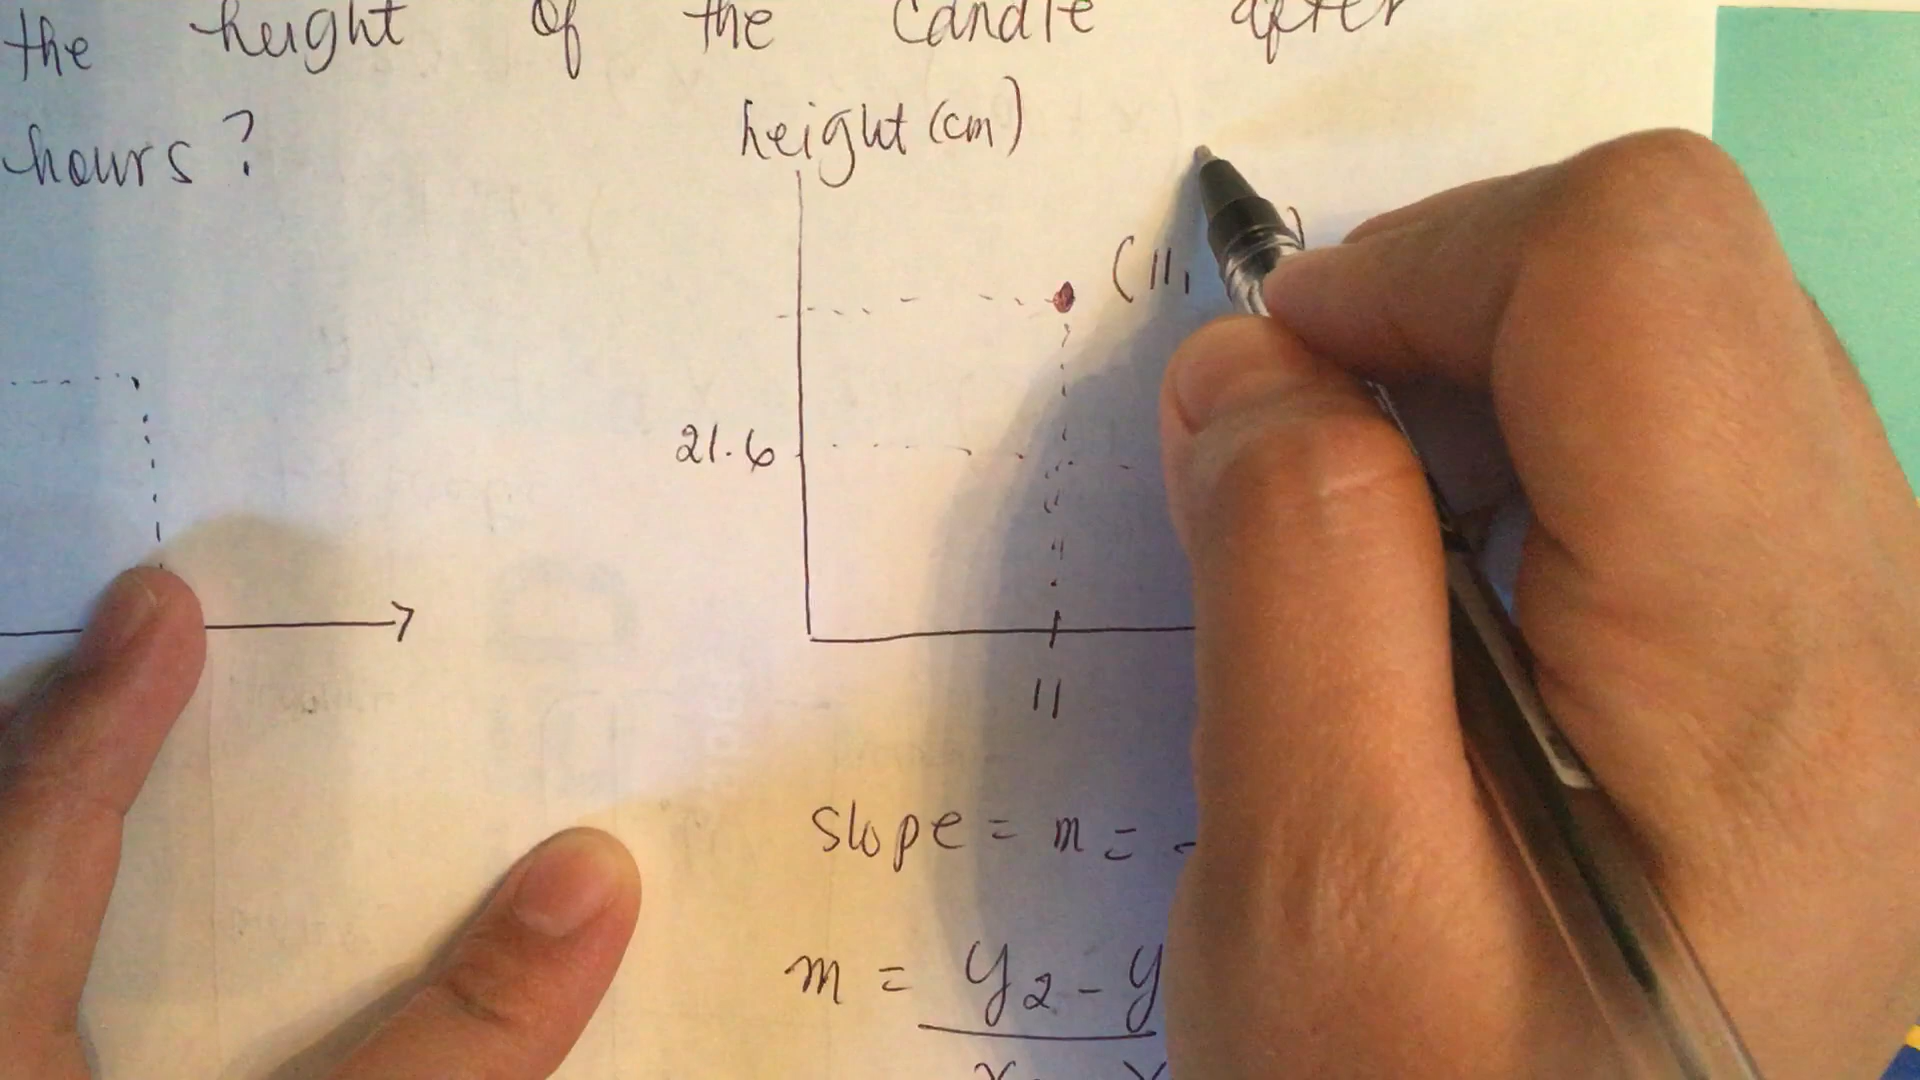 the height of the candle after
hours?
height (cm)
(11, )
21.6
11
slope = m = -
m = y2 - y